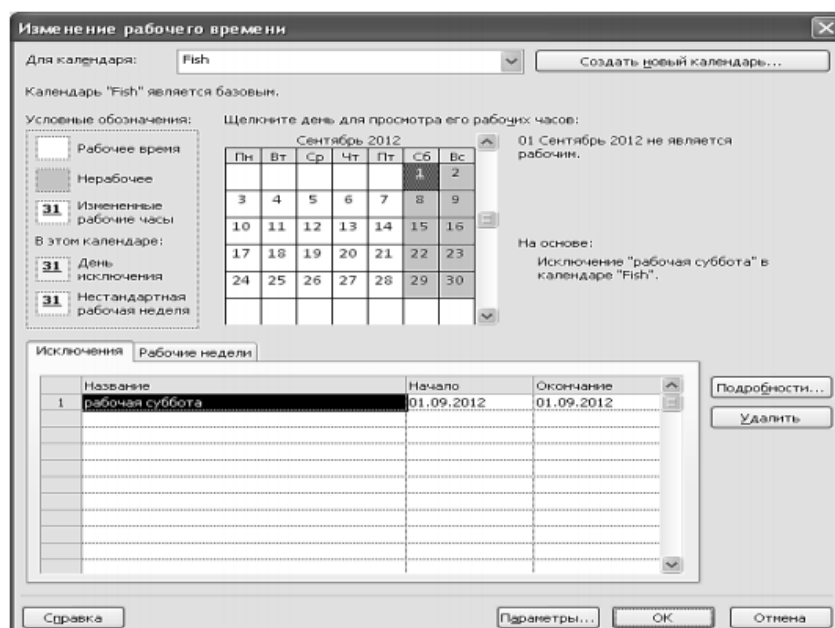 Изменение рабочего времени
Для календаря: Fish Создать новый календарь...
Календарь "Fish" является базовым.
Условные обозначения:
Рабочее время
Нерабочее
31 Измененные рабочие часы
В этом календаре:
31 День исключения
31 Нестандартная рабочая неделя
Щелкните день для просмотра его рабочих часов:
Сентябрь 2012
Пн Вт Ср Чт Пт Сб Вс
1 2
3 4 5 6 7 8 9
10 11 12 13 14 15 16
17 18 19 20 21 22 23
24 25 26 27 28 29 30
01 Сентябрь 2012 не является
рабочим.
На основе:
Исключение "рабочая суббота" в
календаре "Fish".
Исключения Рабочие недели
Название Начало Окончание
1 рабочая суббота 01.09.2012 01.09.2012
Подробности...
Удалить
Справка Параметры... ОК Отмена